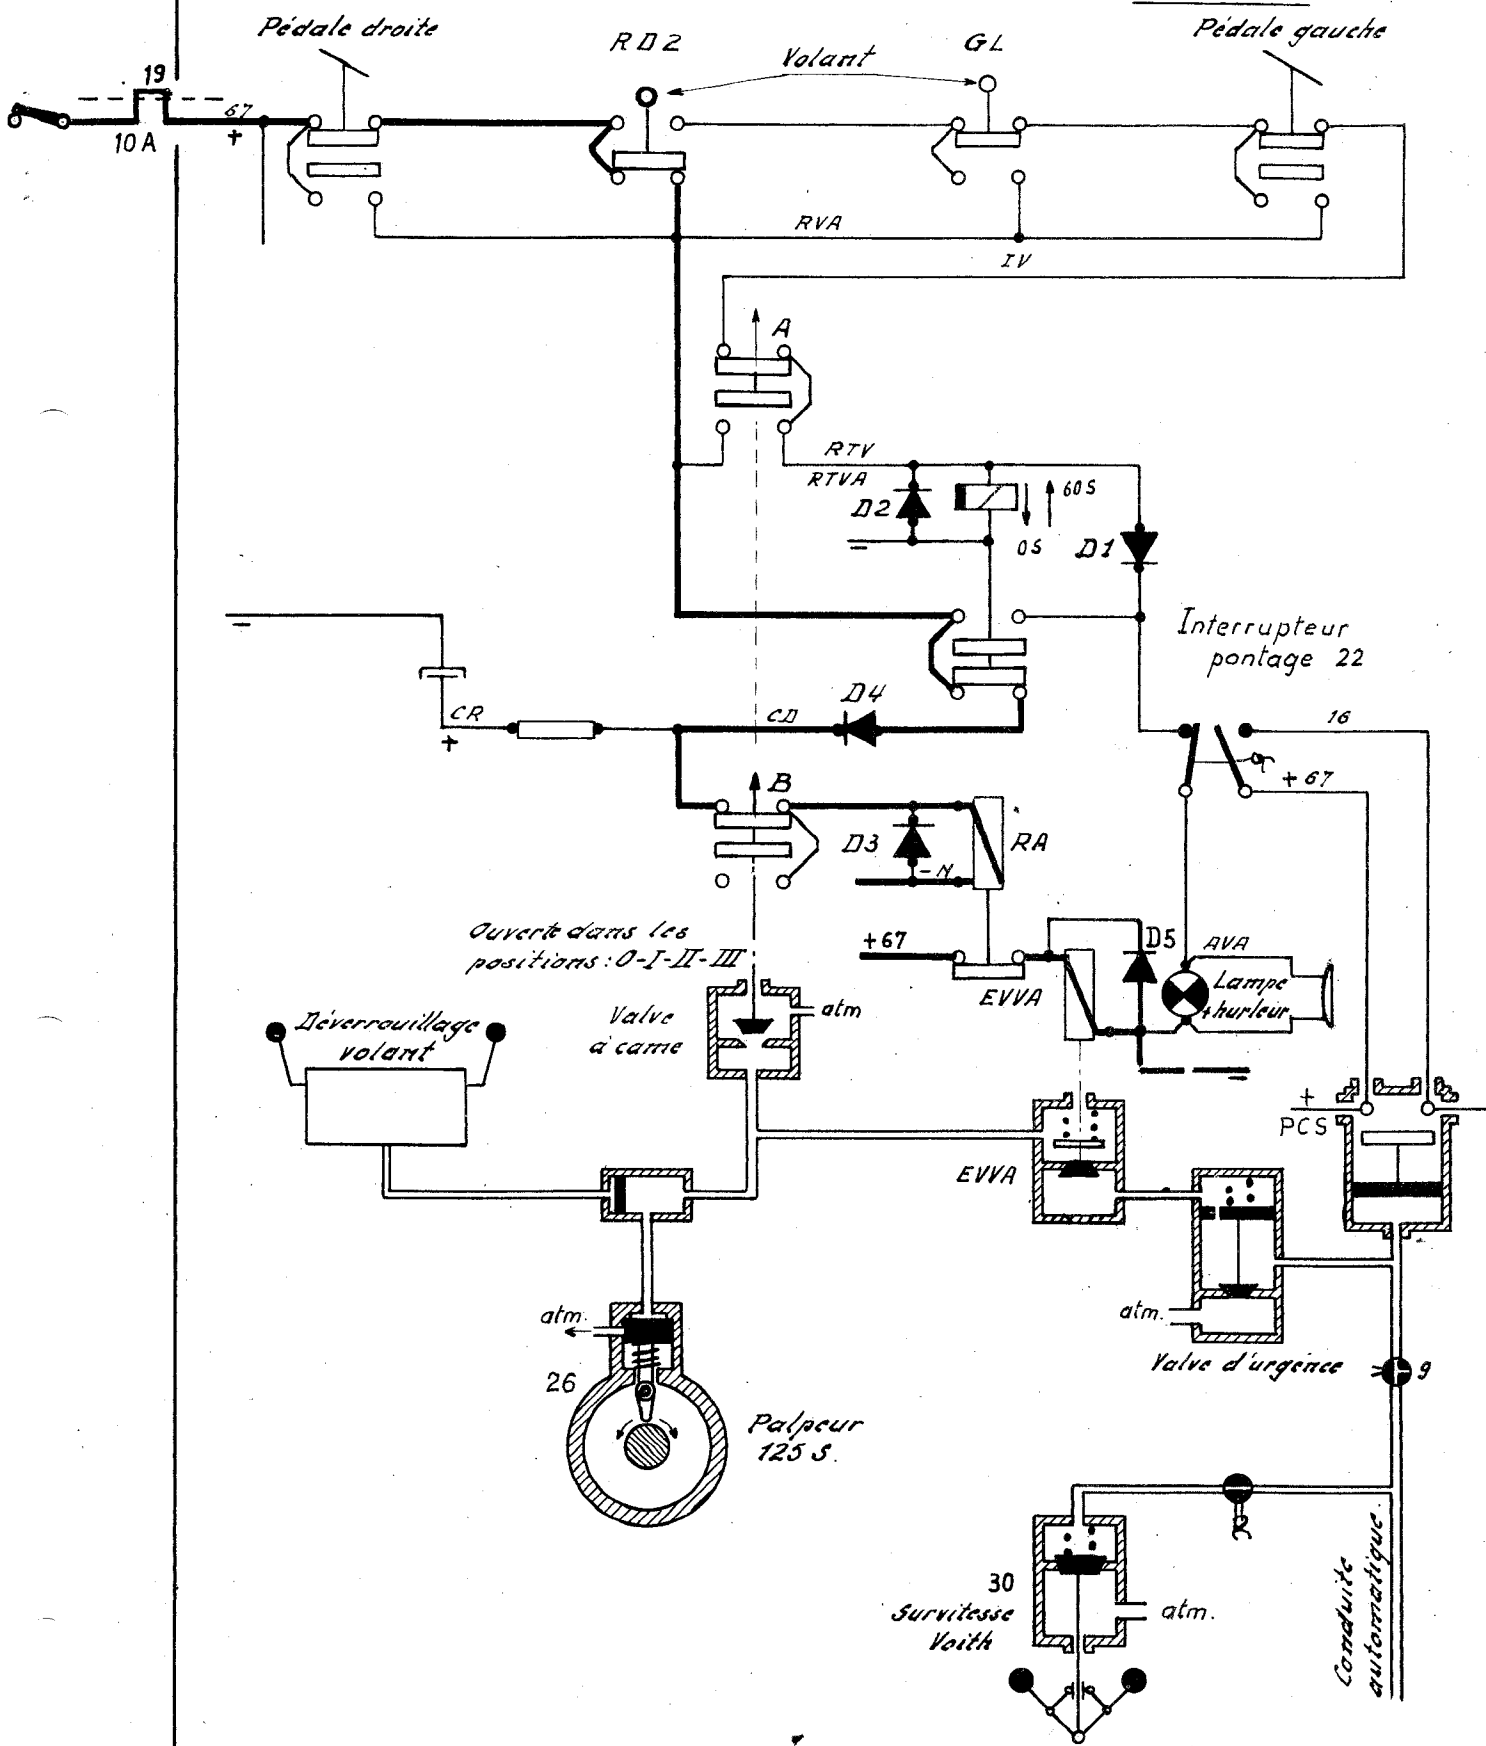 Pédale droite
RD2
Volant
GL
Pédale gauche
19
67
+
10 A
RVA
IV
A
RTV
RTVA
D2
60 S
0 S
D1
Interrupteur
pontage 22
CR
+
CD
D4
16
+ 67
B
D3
RA
- N
Ouverte dans les
positions : 0-I-II-III
+67
EVVA
D5
AVA
Lampe
+ hurleur
Valve
à came
atm
Déverrouillage
volant
+
PCS
EVVA
atm.
Valve d'urgence
9
atm.
26
Palpeur
125 S.
30
Survitesse
Voith
atm.
Conduite
automatique.